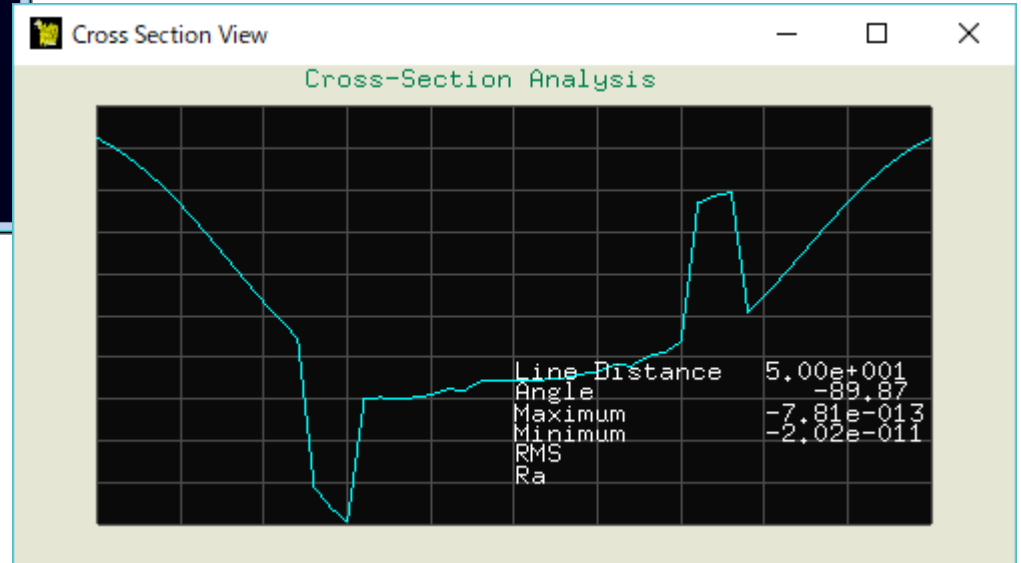 Cross Section View
Cross-Section Analysis
Line Distance 5.00e+001
Angle -89.87
Maximum -7.81e-013
Minimum -2.02e-011
RMS
Ra